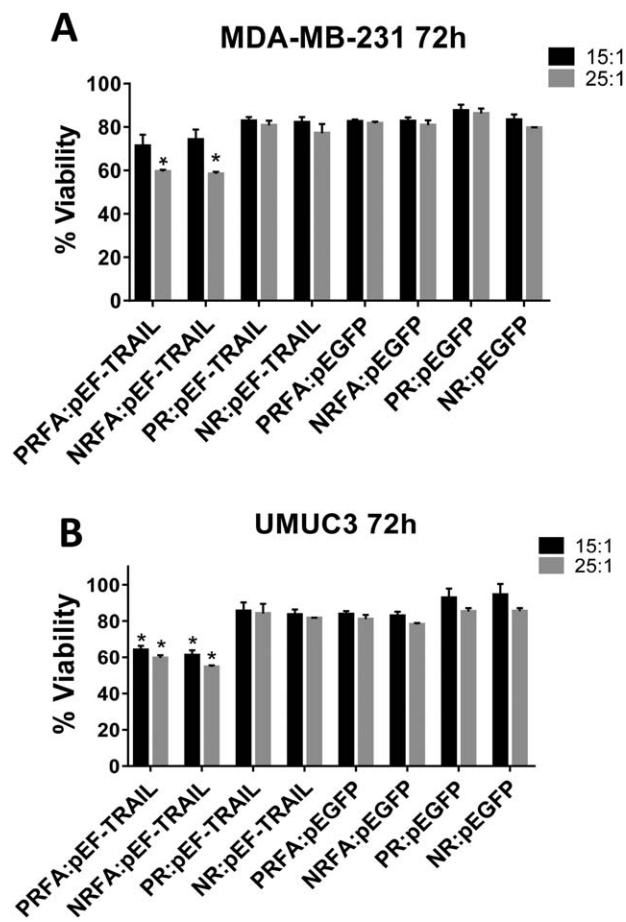 A
MDA-MB-231 72h
15:1
25:1
% Viability
100
80
60
40
20
0
* *
PRFA:pEF-TRAIL
NRFA:pEF-TRAIL
PR:pEF-TRAIL
NR:pEF-TRAIL
PRFA:pEGFP
NRFA:pEGFP
PR:pEGFP
NR:pEGFP
B
UMUC3 72h
15:1
25:1
% Viability
100
80
60
40
20
0
* * * *
PRFA:pEF-TRAIL
NRFA:pEF-TRAIL
PR:pEF-TRAIL
NR:pEF-TRAIL
PRFA:pEGFP
NRFA:pEGFP
PR:pEGFP
NR:pEGFP